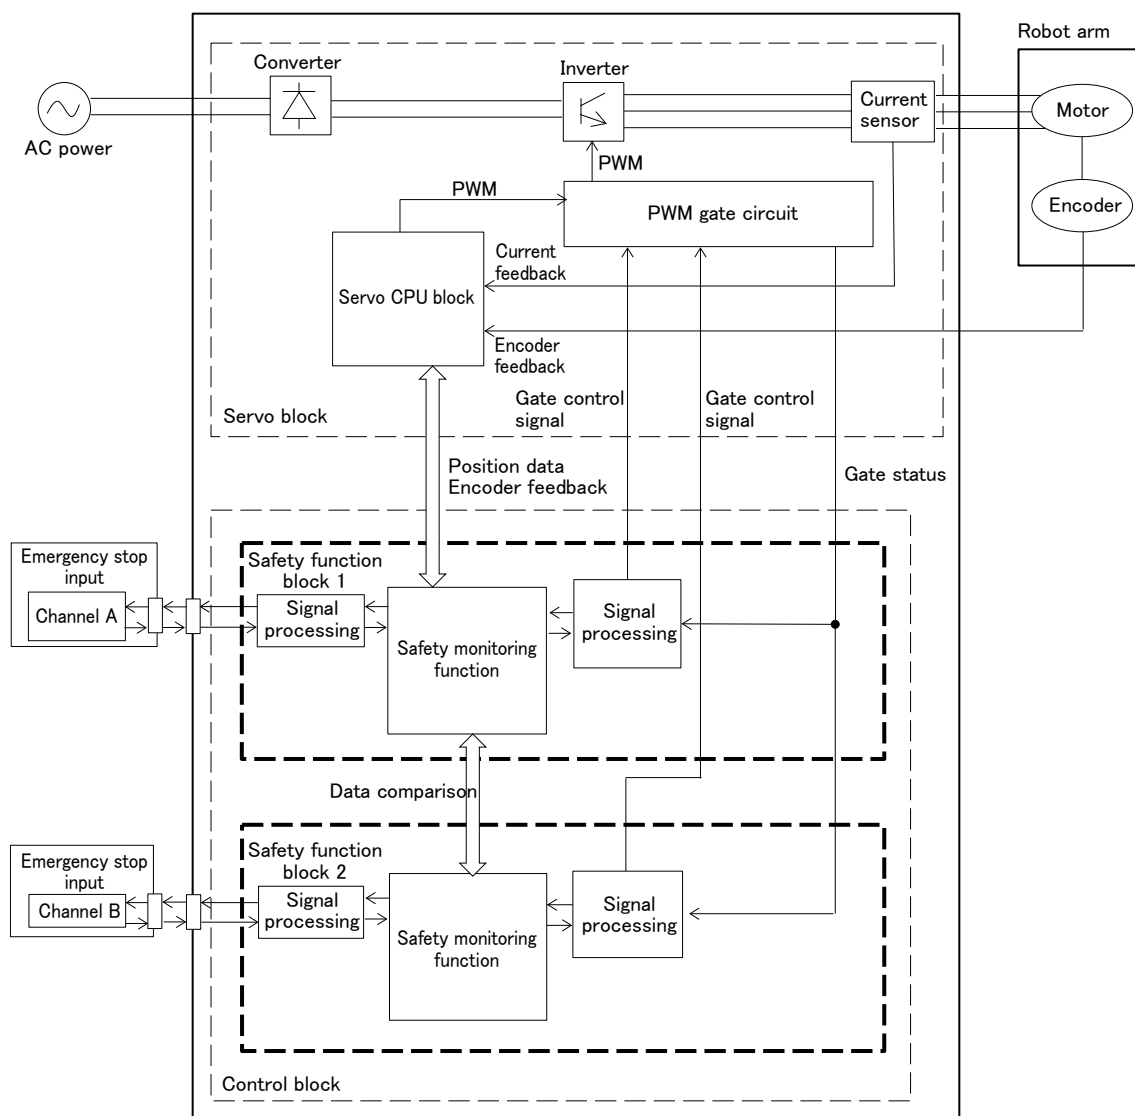 Robot arm
Converter
Inverter
Current
sensor
Motor
AC power
PWM
PWM
PWM gate circuit
Encoder
Current
feedback
Servo CPU block
Encoder
feedback
Gate control
signal
Gate control
signal
Servo block
Position data
Encoder feedback
Gate status
Emergency stop
input
Channel A
Safety function
block 1
Signal
processing
Safety monitoring
function
Signal
processing
Data comparison
Emergency stop
input
Channel B
Safety function
block 2
Signal
processing
Safety monitoring
function
Signal
processing
Control block